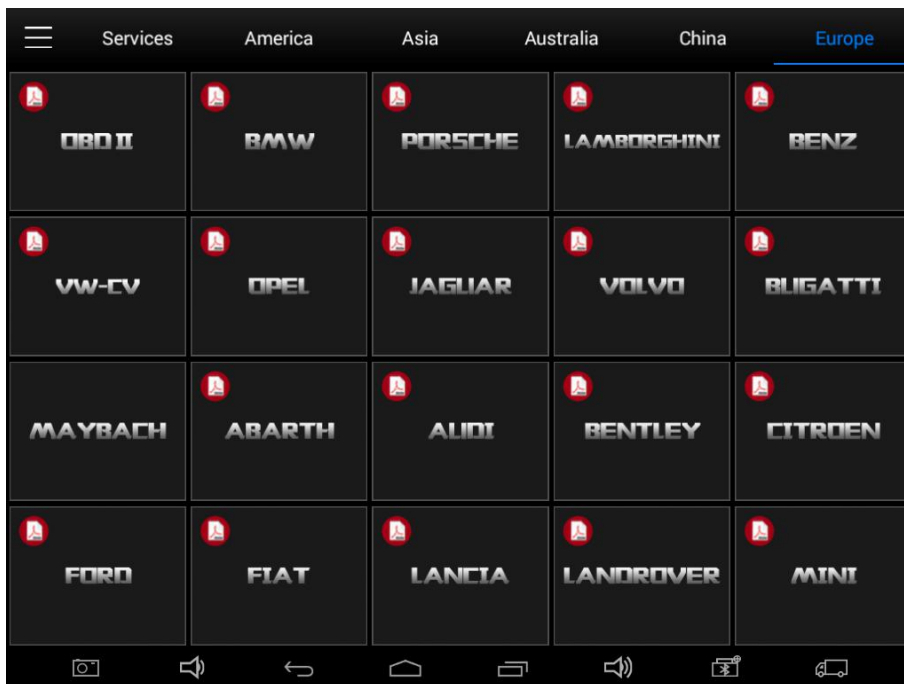 Services America Asia Australia China Europe
OBD II BMW PORSCHE LAMBORGHINI BENZ
VW-CV OPEL JAGUAR VOLVO BUGATTI
MAYBACH ABARTH AUDI BENTLEY CITROEN
FORD FIAT LANCIA LANDROVER MINI